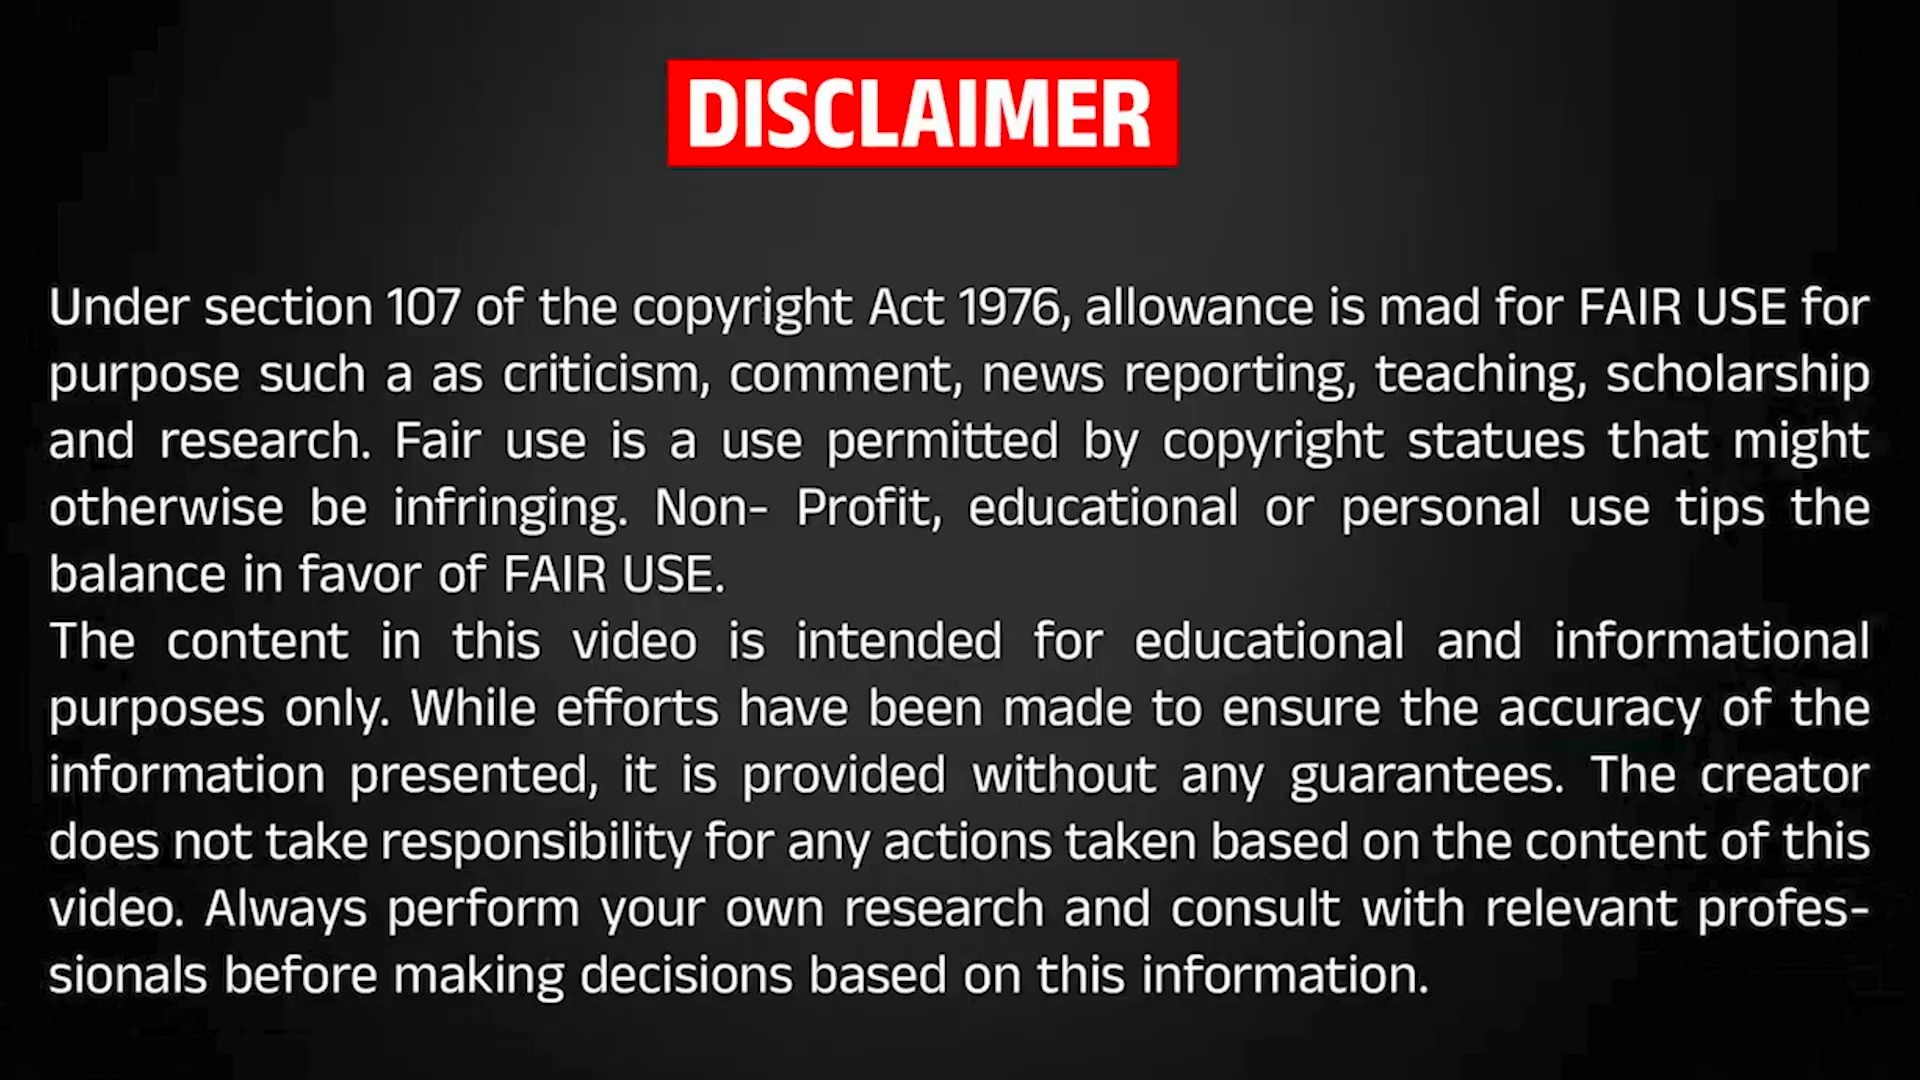 DISCLAIMER
Under section 107 of the copyright Act 1976, allowance is mad for FAIR USE for
purpose such a as criticism, comment, news reporting, teaching, scholarship
and research. Fair use is a use permitted by copyright statues that might
otherwise be infringing. Non- Profit, educational or personal use tips the
balance in favor of FAIR USE.
The content in this video is intended for educational and informational
purposes only. While efforts have been made to ensure the accuracy of the
information presented, it is provided without any guarantees. The creator
does not take responsibility for any actions taken based on the content of this
video. Always perform your own research and consult with relevant profes-
sionals before making decisions based on this information.